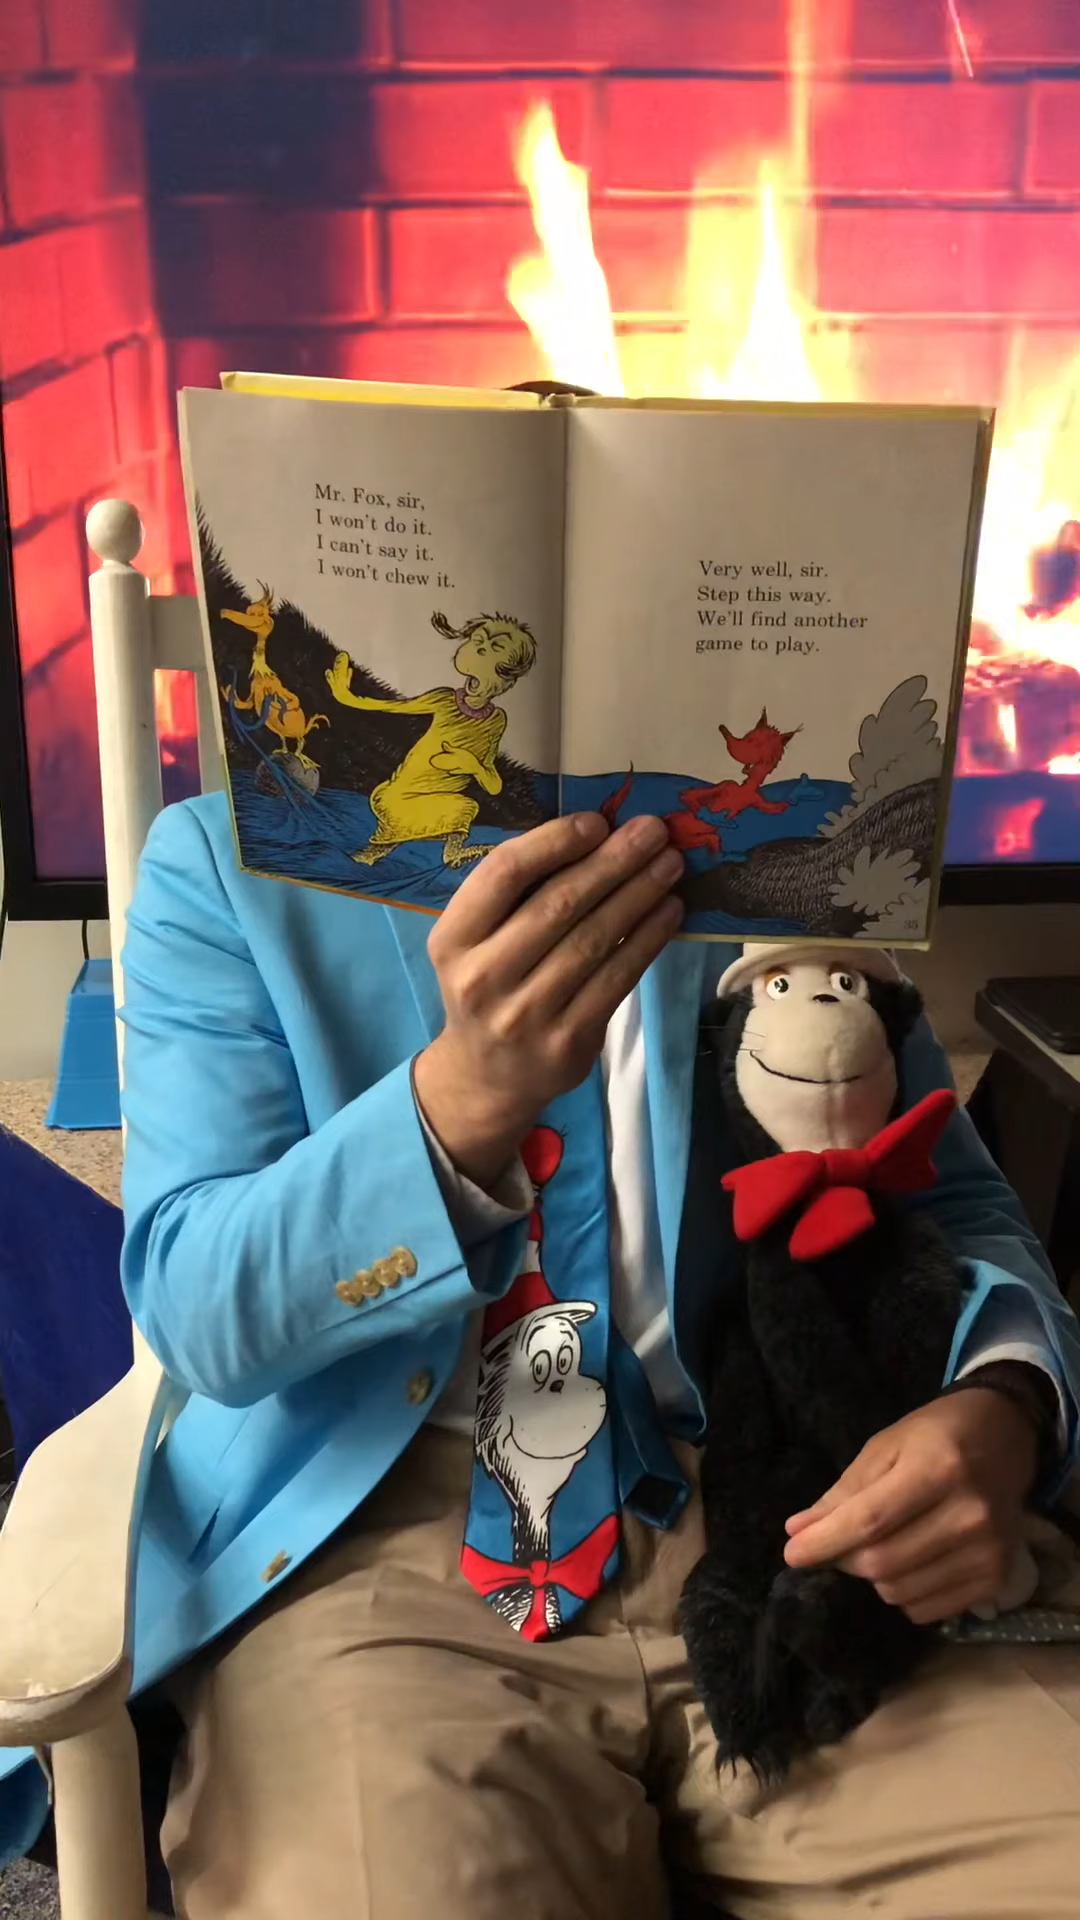 Mr. Fox, sir,
I won't do it.
I can't say it.
I won't chew it.
Very well, sir.
Step this way.
We'll find another
game to play.
35